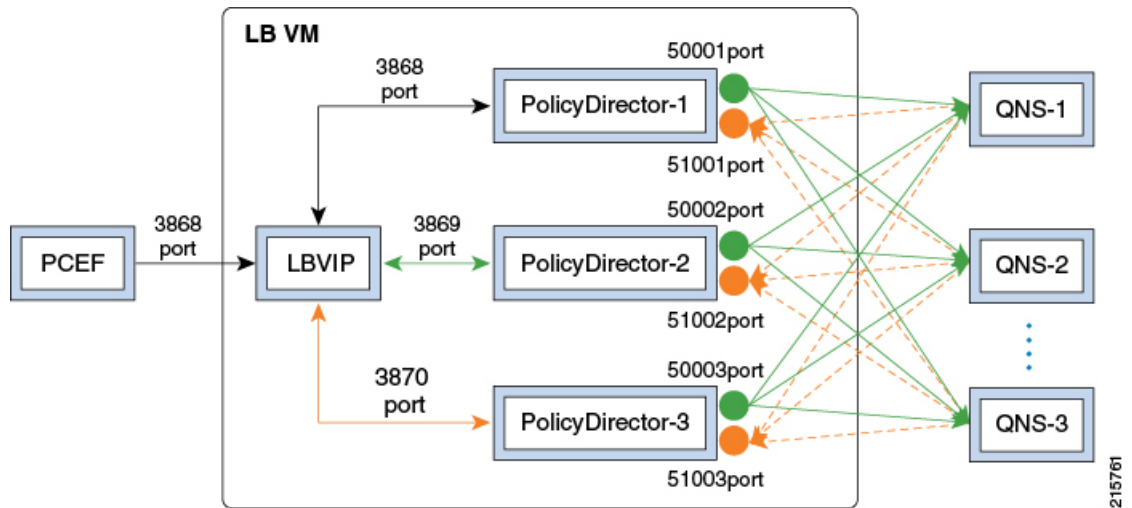 LB VM
3868
port
50001port
PolicyDirector-1
QNS-1
51001port
3868
port
3869
port
50002port
PCEF
LBVIP
PolicyDirector-2
QNS-2
51002port
3870
port
50003port
PolicyDirector-3
QNS-3
51003port
215761